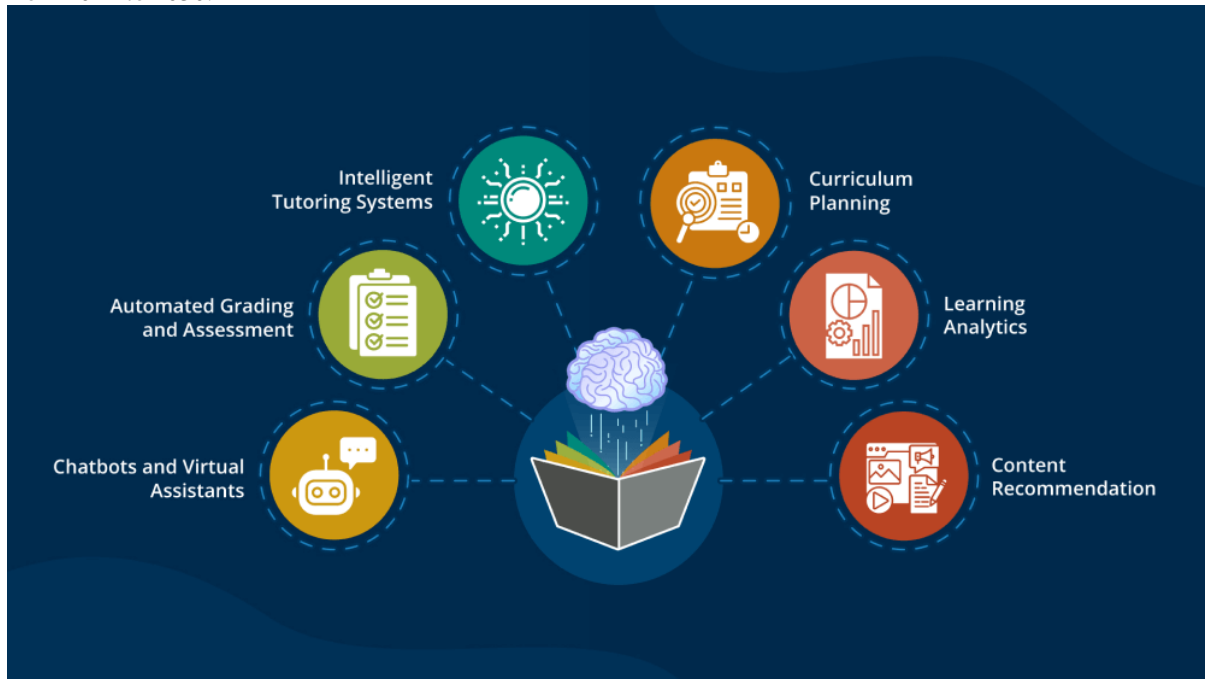 Intelligent
Tutoring Systems
Curriculum
Planning
Automated Grading
and Assessment
Learning
Analytics
Chatbots and Virtual
Assistants
Content
Recommendation